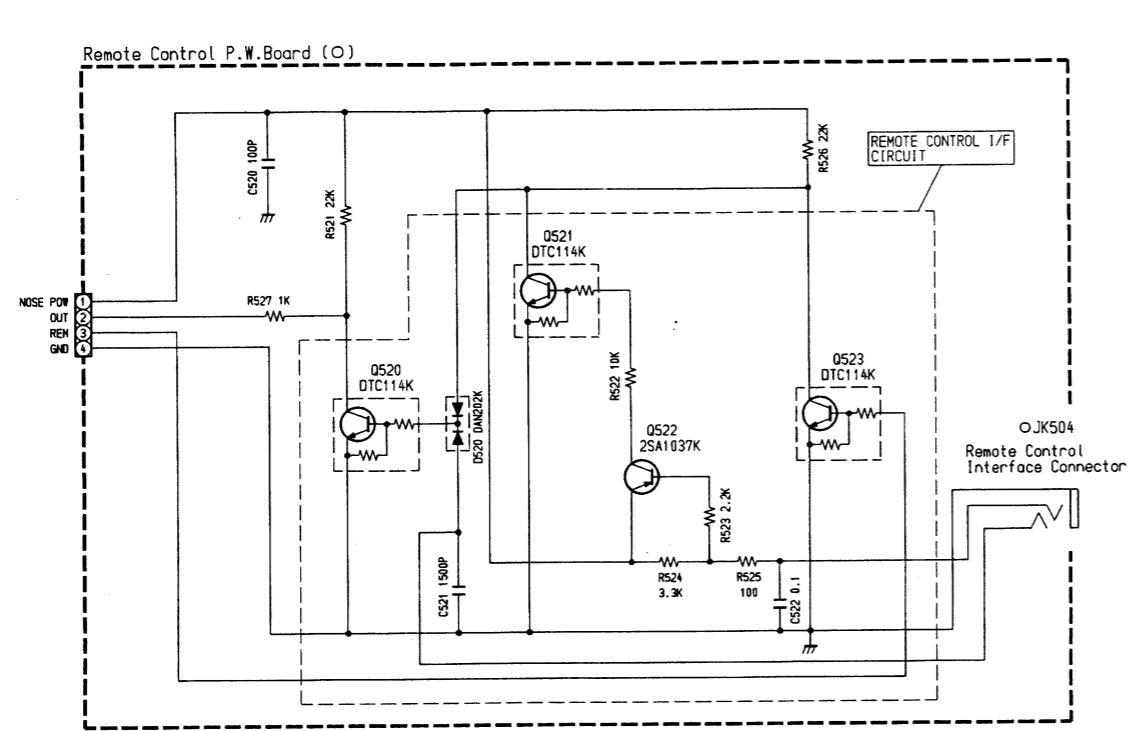 Remote Control P.W.Board (O)
C520 100P
R521 22K
R526 22K
REMOTE CONTROL I/F
CIRCUIT
Q521
DTC114K
NOSE POW 1
OUT 2
REM 3
GND 4
R527 1K
Q520
DTC114K
D520 DAN202K
R522 10K
Q523
DTC114K
Q522
2SA1037K
R523 2.2K
OJK504
Remote Control
Interface Connector
C521 1500P
R524
3.3K
R525
100
C522 0.1